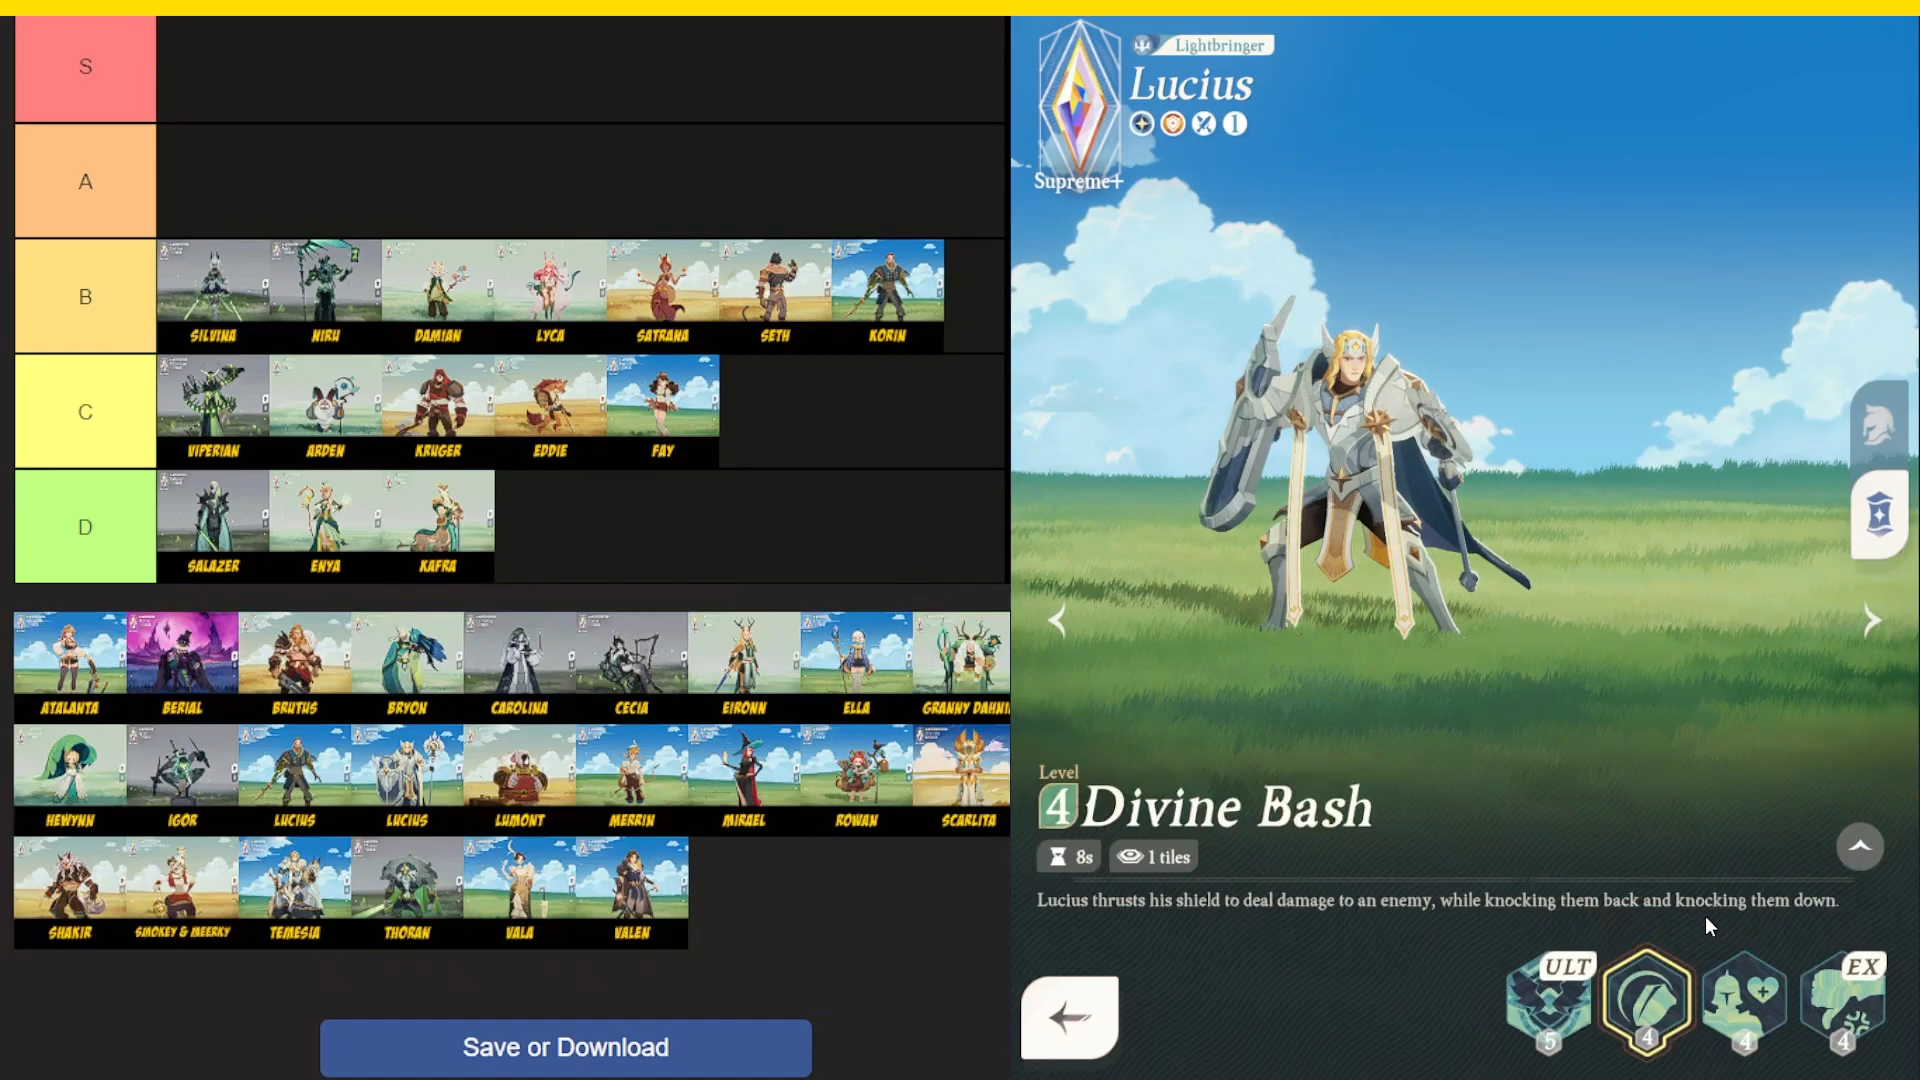 S
A
B
SILVINA NIRU DAMIAN LYCA SATRANA SETH KORIN
C
VIPERIAN ARDEN KRUGER EDDIE FAY
D
SALAZER ENYA KAFRA
ATALANTA BERIAL BRUTUS BRYON CAROLINA CECIA EIRONN ELLA GRANNY DAHNI
HEWYNN IGOR LUCIUS LUCIUS LUMONT MERRIN MIRAEL ROWAN SCARLITA
SHAKIR SMOKEY & MEERKY TEMESIA THORAN VALA VALEN
Save or Download
Lightbringer
Lucius
1
Supreme+
Level
4 Divine Bash
8s 1 tiles
Lucius thrusts his shield to deal damage to an enemy, while knocking them back and knocking them down.
ULT EX
5 4 4 4